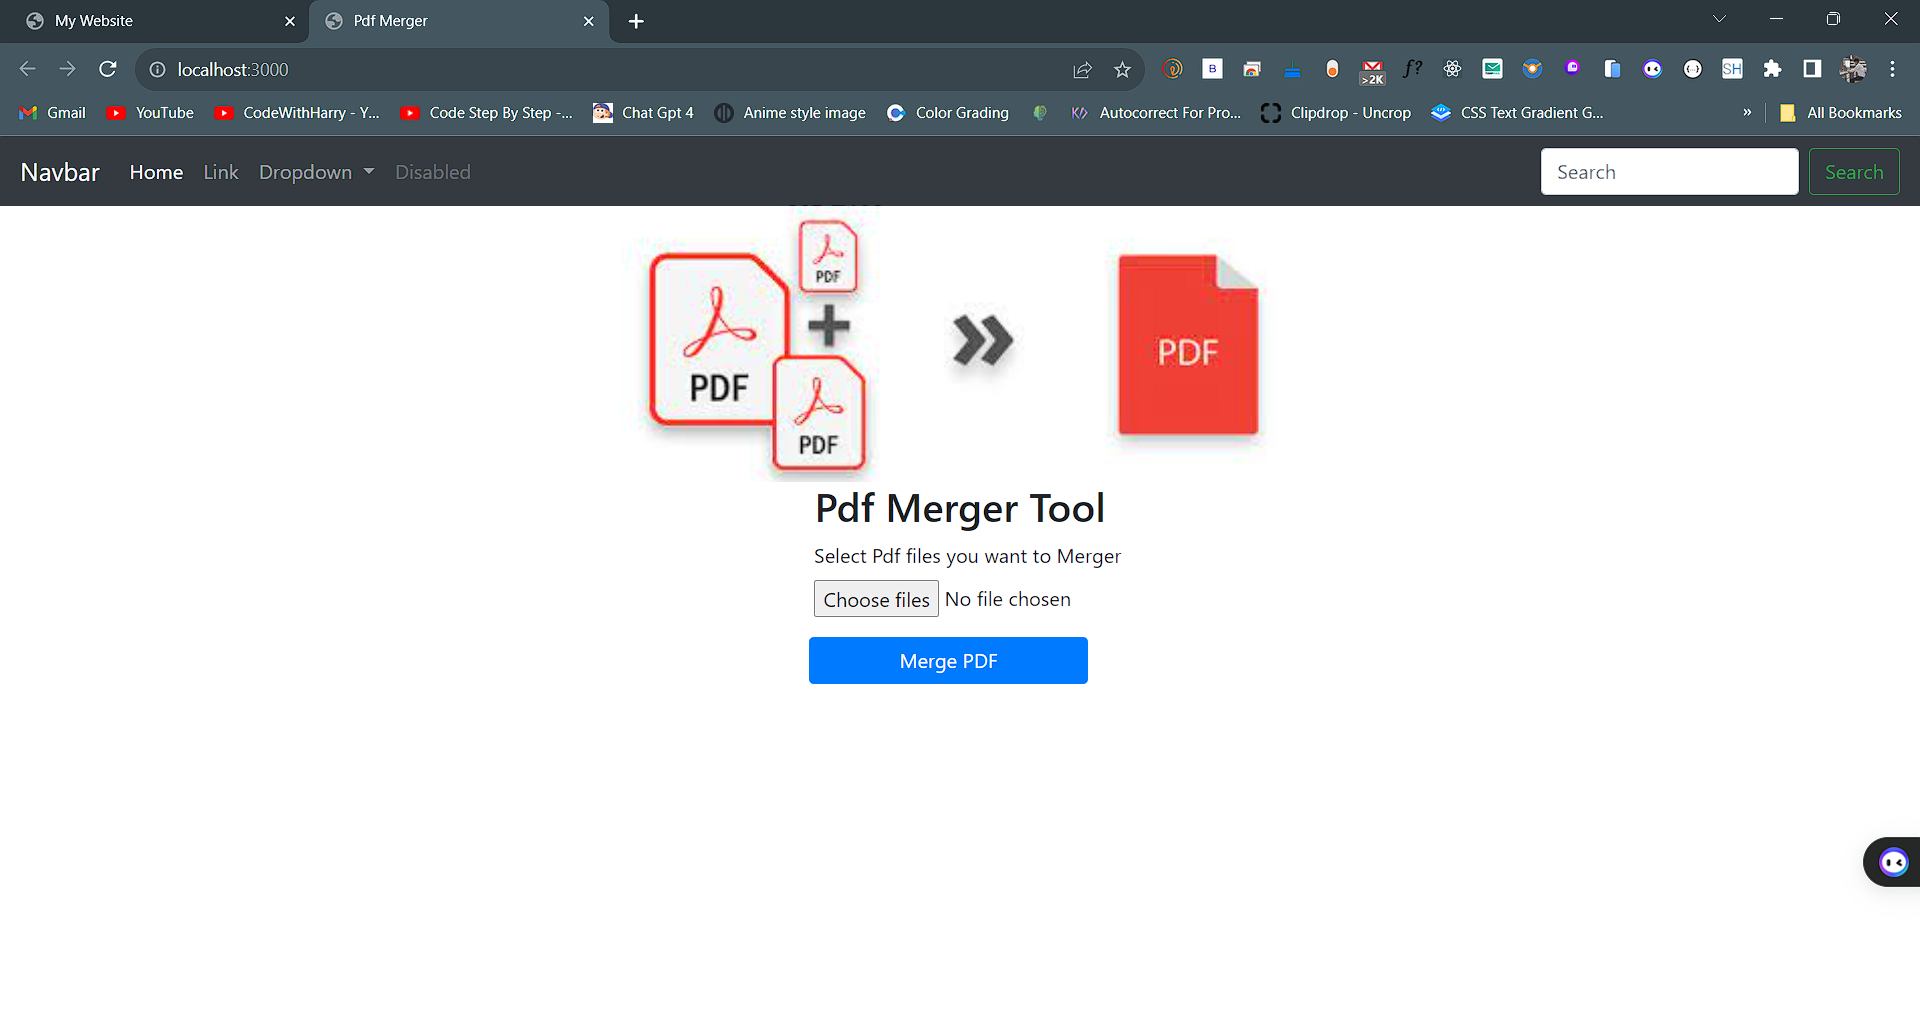 My Website
Pdf Merger
localhost:3000
B
>2K
f?
SH
Gmail
YouTube
CodeWithHarry - Y...
Code Step By Step -...
Chat Gpt 4
Anime style image
Color Grading
Autocorrect For Pro...
Clipdrop - Uncrop
CSS Text Gradient G...
»
All Bookmarks
Navbar
Home
Link
Dropdown
Disabled
Search
Search
PDF
PDF
PDF
PDF
Pdf Merger Tool
Select Pdf files you want to Merger
Choose files No file chosen
Merge PDF